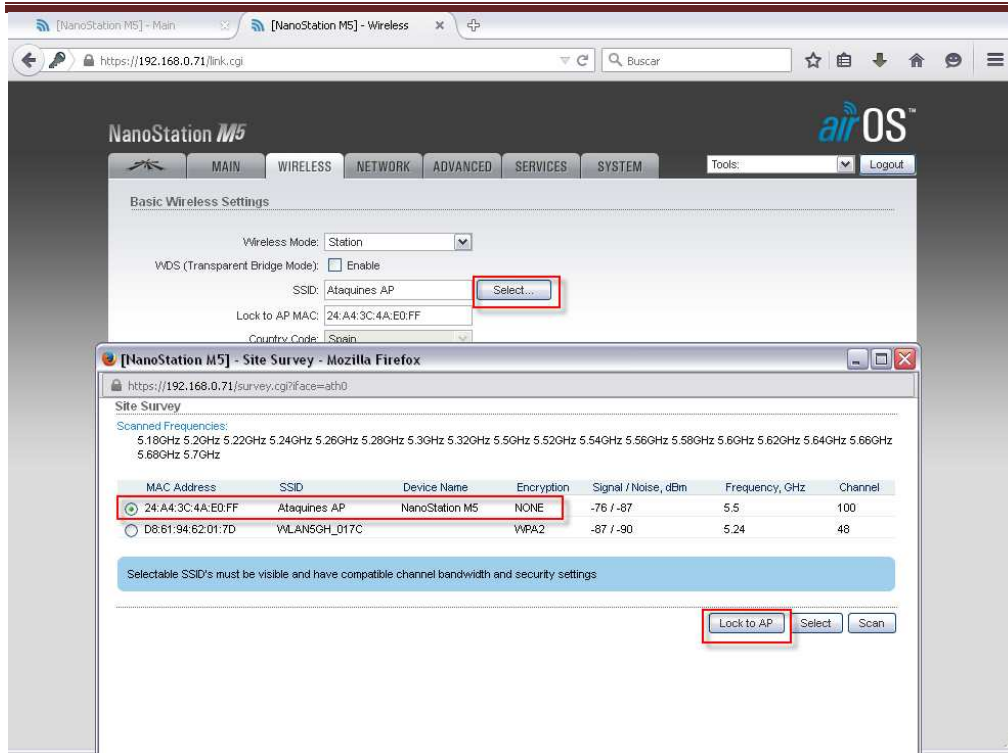 [NanoStation M5] - Main
[NanoStation M5] - Wireless
https://192.168.0.71/link.cgi
Buscar
NanoStation M5
airOS™
MAIN
WIRELESS
NETWORK
ADVANCED
SERVICES
SYSTEM
Tools:
Logout
Basic Wireless Settings
Wireless Mode: Station
WDS (Transparent Bridge Mode): Enable
SSID: Ataquines AP Select...
Lock to AP MAC: 24:A4:3C:4A:E0:FF
Country Code: Spain
[NanoStation M5] - Site Survey - Mozilla Firefox
https://192.168.0.71/survey.cgi?iface=ath0
Site Survey
Scanned Frequencies:
5.18GHz 5.2GHz 5.22GHz 5.24GHz 5.26GHz 5.28GHz 5.3GHz 5.32GHz 5.5GHz 5.52GHz 5.54GHz 5.56GHz 5.58GHz 5.6GHz 5.62GHz 5.64GHz 5.66GHz
5.68GHz 5.7GHz
MAC Address SSID Device Name Encryption Signal / Noise, dBm Frequency, GHz Channel
24:A4:3C:4A:E0:FF Ataquines AP NanoStation M5 NONE -76 / -87 5.5 100
D8:61:94:62:01:7D WLAN5GH_017C WPA2 -87 / -90 5.24 48
Selectable SSID's must be visible and have compatible channel bandwidth and security settings
Lock to AP Select Scan